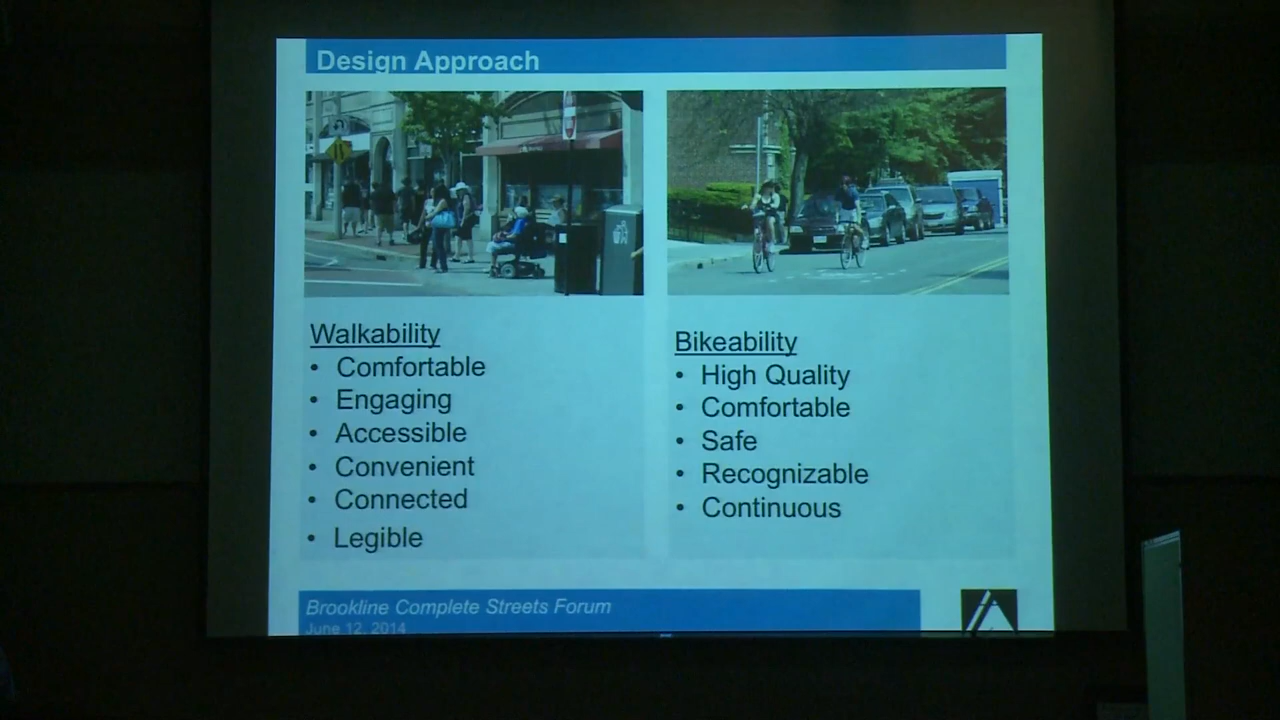 Design Approach
Walkability
• Comfortable
• Engaging
• Accessible
• Convenient
• Connected
• Legible
Bikeability
• High Quality
• Comfortable
• Safe
• Recognizable
• Continuous
Brookline Complete Streets Forum
June 12, 2014